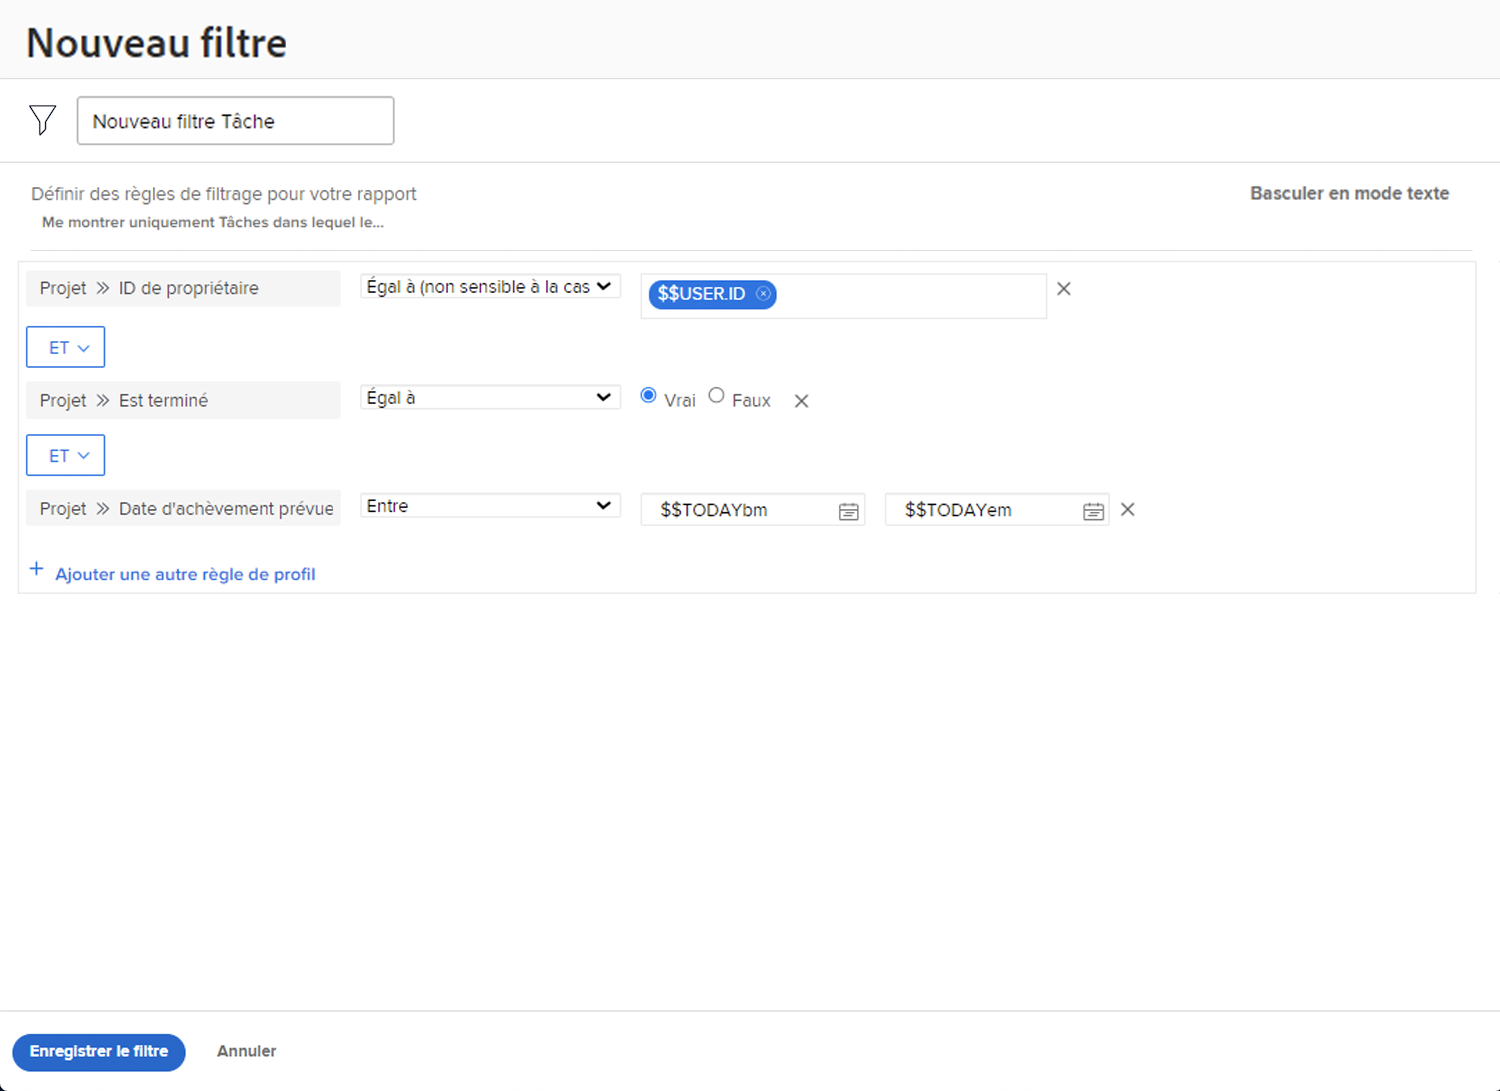 Nouveau filtre
Nouveau filtre Tâche
Définir des règles de filtrage pour votre rapport
Basculer en mode texte
Me montrer uniquement Tâches dans lequel le...
Projet >> ID de propriétaire Égal à (non sensible à la cas $$USER.ID
ET
Projet >> Est terminé Égal à Vrai Faux
ET
Projet >> Date d'achèvement prévue Entre $$TODAYbm $$TODAYem
+ Ajouter une autre règle de profil
Enregistrer le filtre Annuler